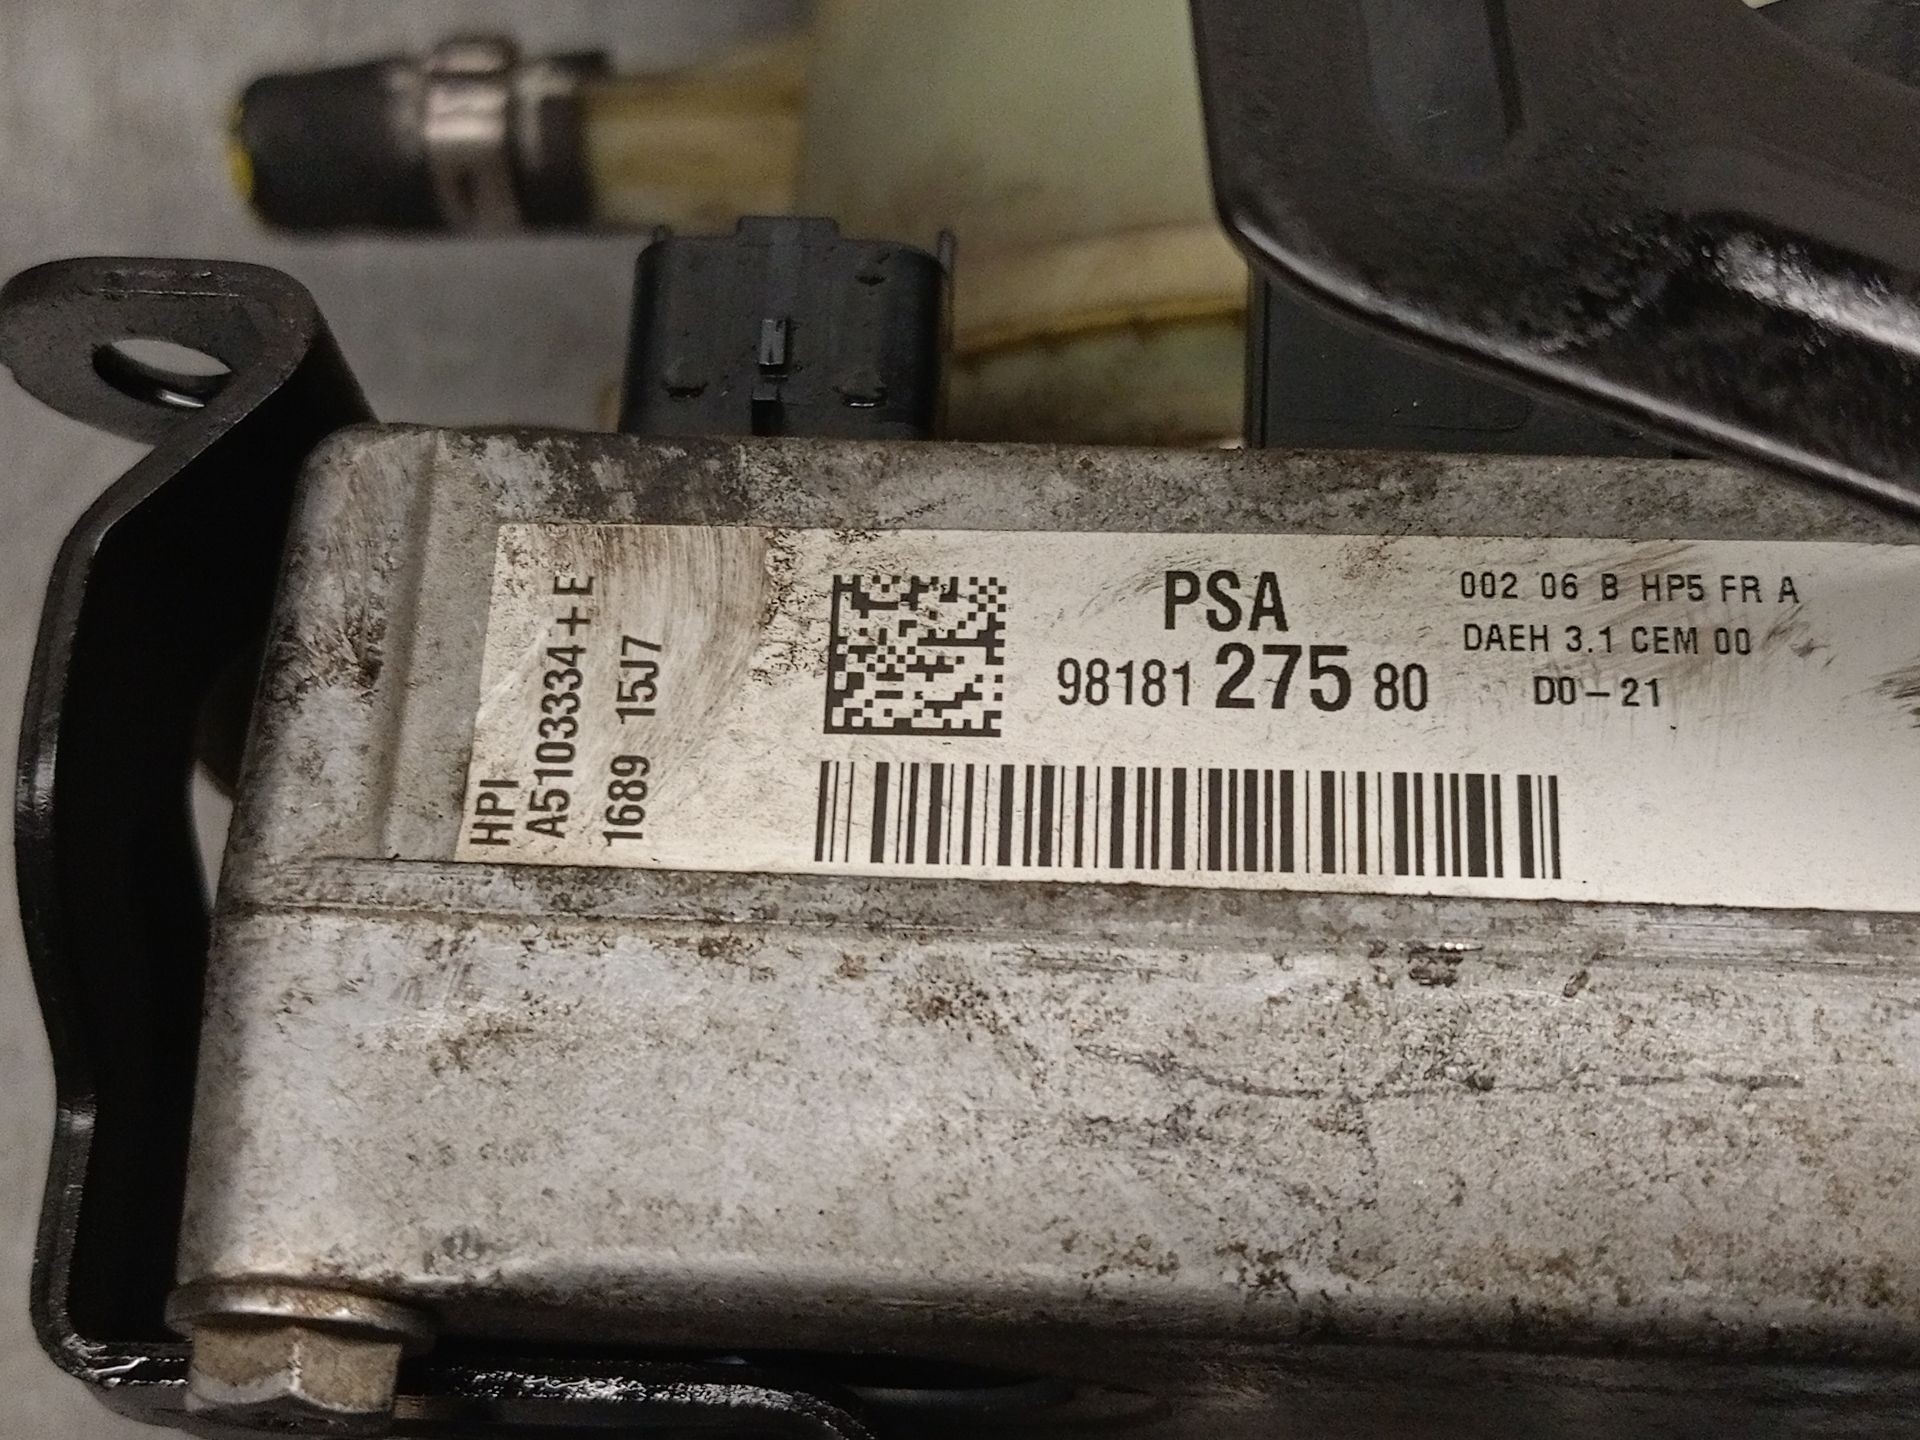 HPI
A5103334+E
1689 15J7
PSA
98181 275 80
002 06 B HP5 FR A
DAEH 3.1 CEM 00
D0-21